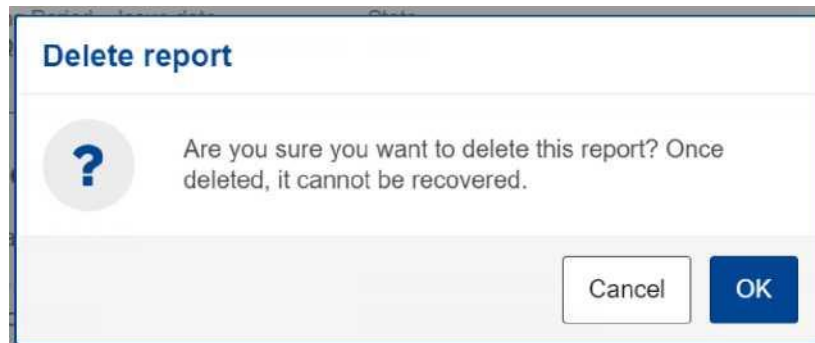 Delete report
?
Are you sure you want to delete this report? Once
deleted, it cannot be recovered.
Cancel
OK